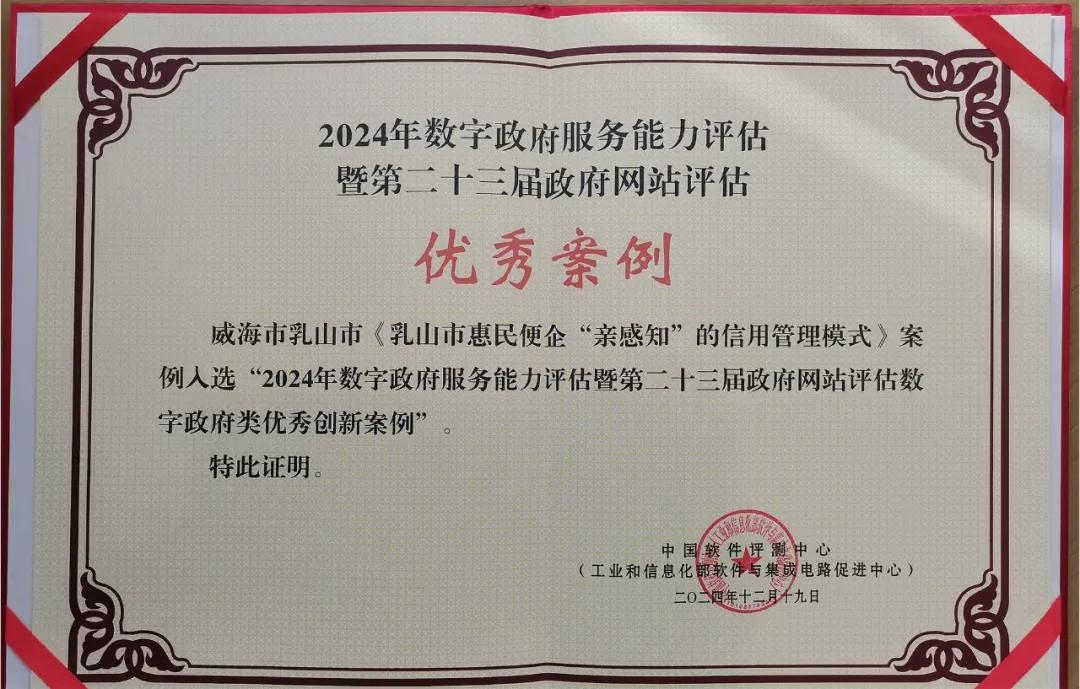 2024年数字政府服务能力评估
暨第二十三届政府网站评估
优秀案例
威海市乳山市《乳山市惠民便企“亲感知”的信用管理模式》案
例入选“2024年数字政府服务能力评估暨第二十三届政府网站评估数
字政府类优秀创新案例”。
特此证明。
中国软件评测中心
（工业和信息化部软件与集成电路促进中心）
二〇二四年十二月十九日